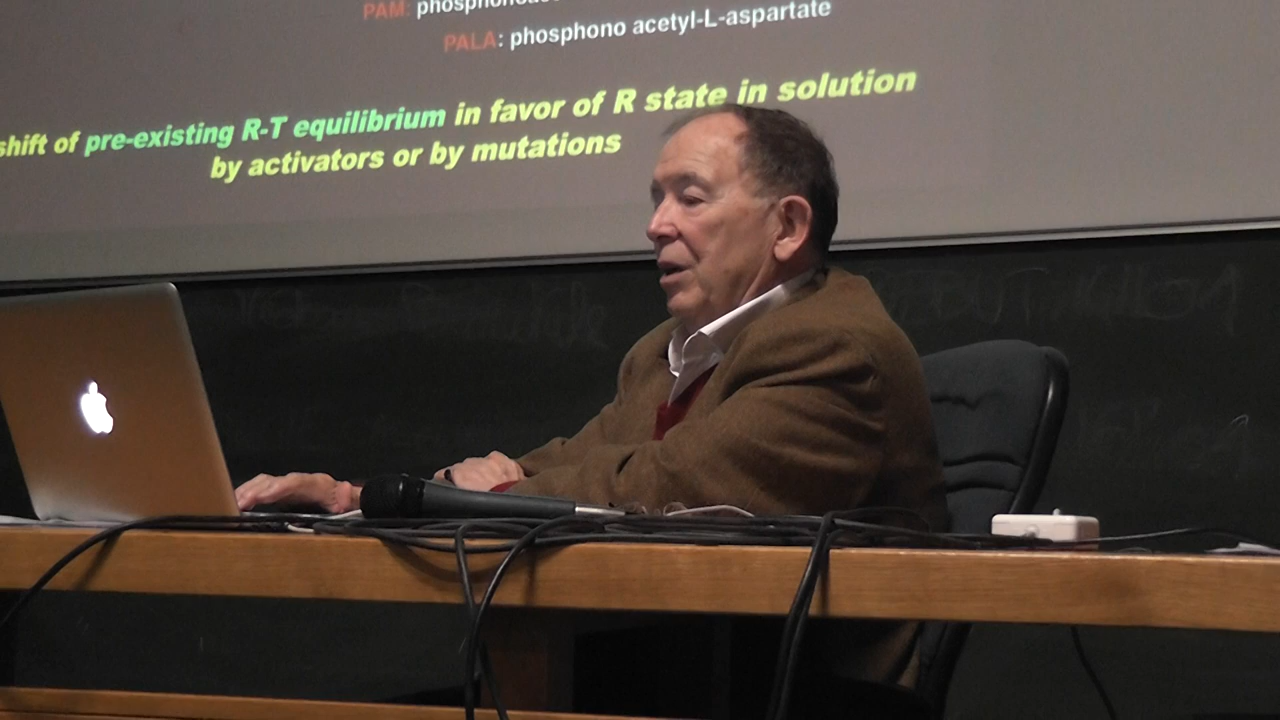 PAM: phosphonoac
PALA: phosphono acetyl-L-aspartate
shift of pre-existing R-T equilibrium in favor of R state in solution
by activators or by mutations